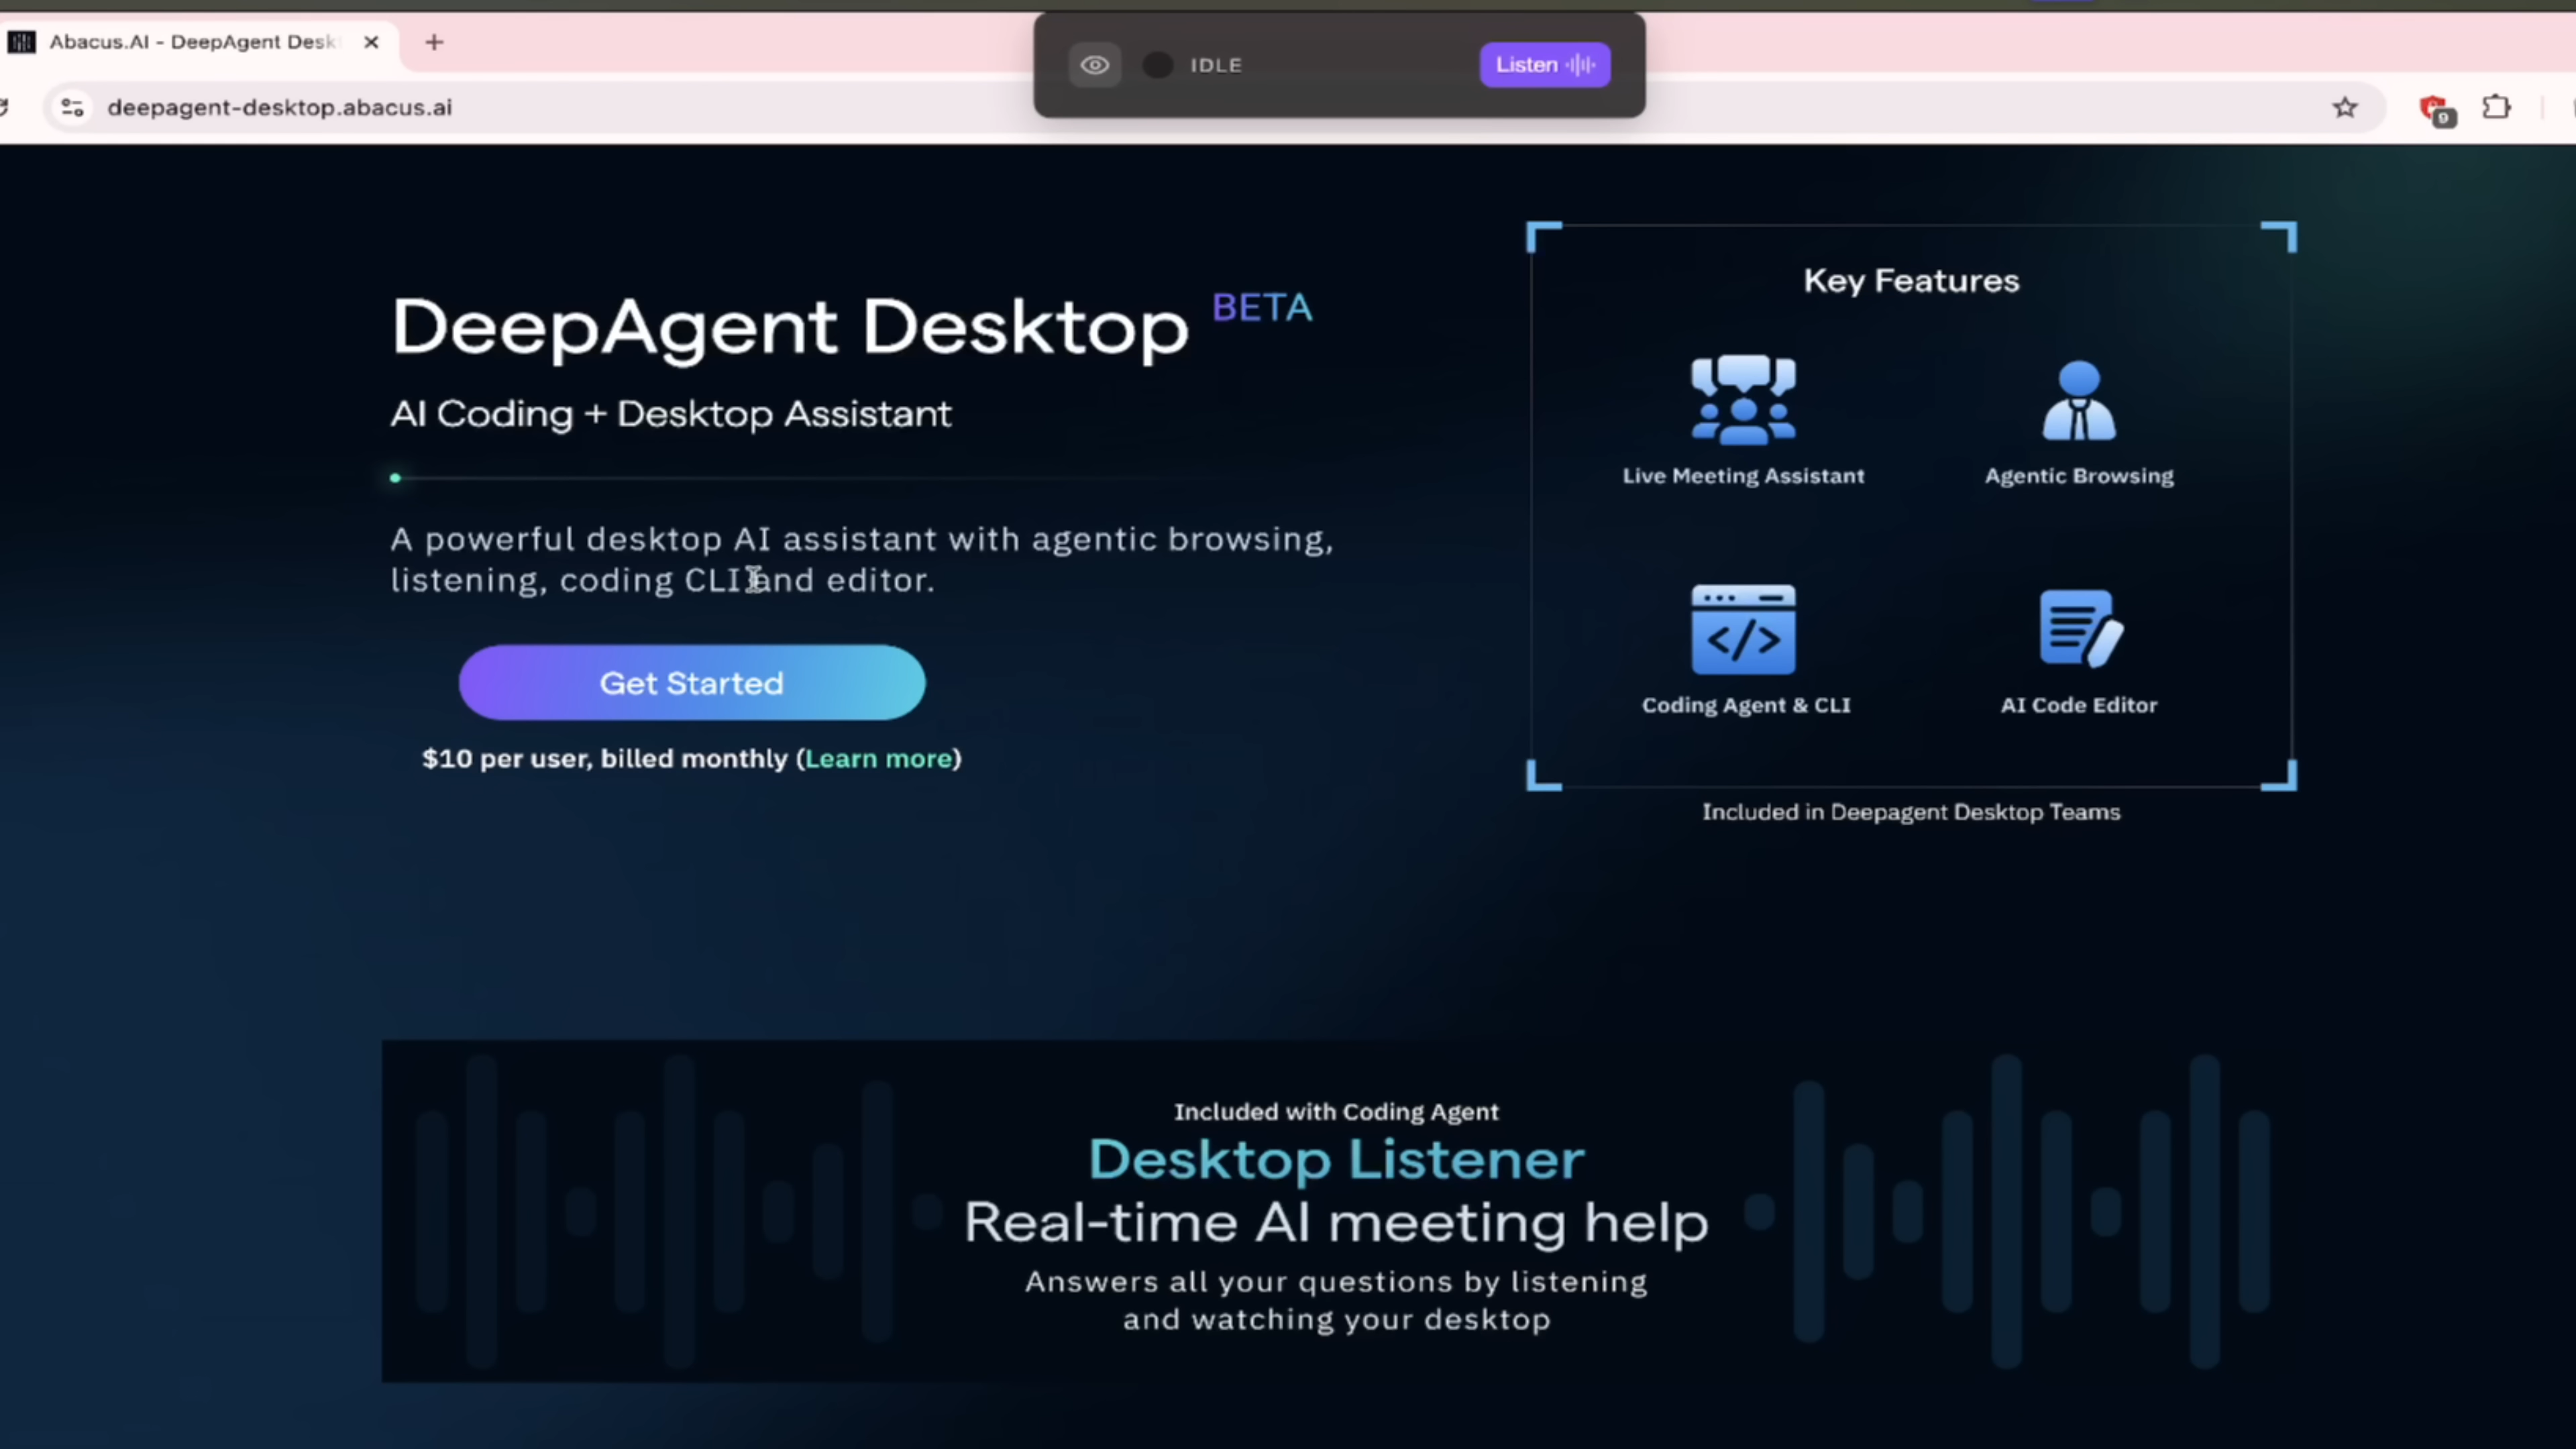 Abacus.AI - DeepAgent Desk
IDLE
Listen
deepagent-desktop.abacus.ai
9
DeepAgent Desktop BETA
AI Coding + Desktop Assistant
A powerful desktop AI assistant with agentic browsing,
listening, coding CLI and editor.
Get Started
$10 per user, billed monthly (Learn more)
Key Features
Live Meeting Assistant
Agentic Browsing
</>
Coding Agent & CLI
AI Code Editor
Included in Deepagent Desktop Teams
Included with Coding Agent
Desktop Listener
Real-time AI meeting help
Answers all your questions by listening
and watching your desktop